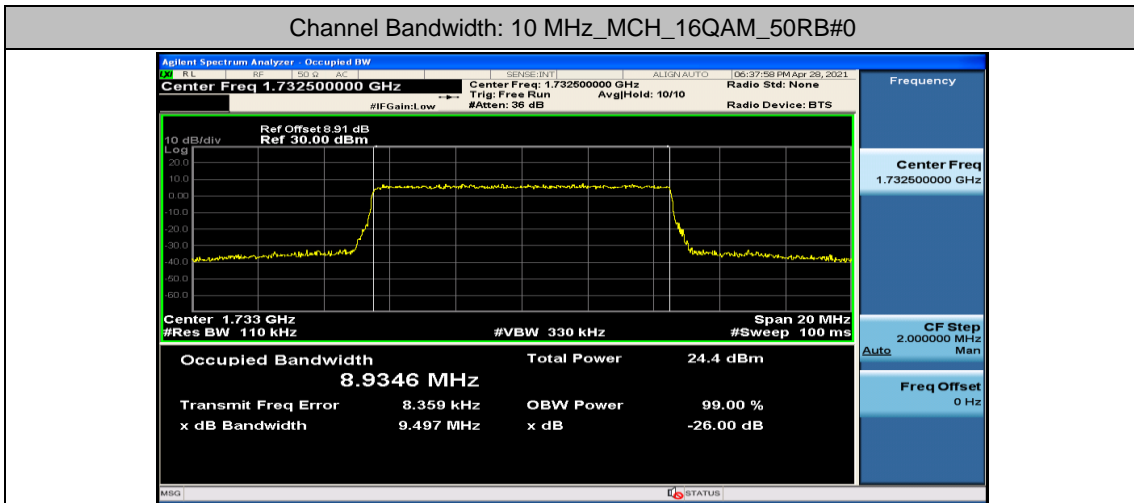 Channel Bandwidth: 10 MHz_MCH_16QAM_50RB#0
Agilent Spectrum Analyzer - Occupied BW
LXI RL RF 50 Ω AC SENSE:INT ALIGNAUTO 06:37:58 PM Apr 28, 2021
Center Freq 1.732500000 GHz
Center Freq: 1.732500000 GHz Radio Std: None
Trig: Free Run Avg|Hold: 10/10
#IFGain:Low #Atten: 36 dB Radio Device: BTS
Ref Offset 8.91 dB
10 dB/div Ref 30.00 dBm
Log
20.0
10.0
0.00
-10.0
-20.0
-30.0
-40.0
-50.0
-60.0
Center 1.733 GHz Span 20 MHz
#Res BW 110 kHz #VBW 330 kHz #Sweep 100 ms
Occupied Bandwidth Total Power 24.4 dBm
8.9346 MHz
Transmit Freq Error 8.359 kHz OBW Power 99.00 %
x dB Bandwidth 9.497 MHz x dB -26.00 dB
MSG STATUS
Frequency
Center Freq
1.732500000 GHz
CF Step
2.000000 MHz
Auto Man
Freq Offset
0 Hz